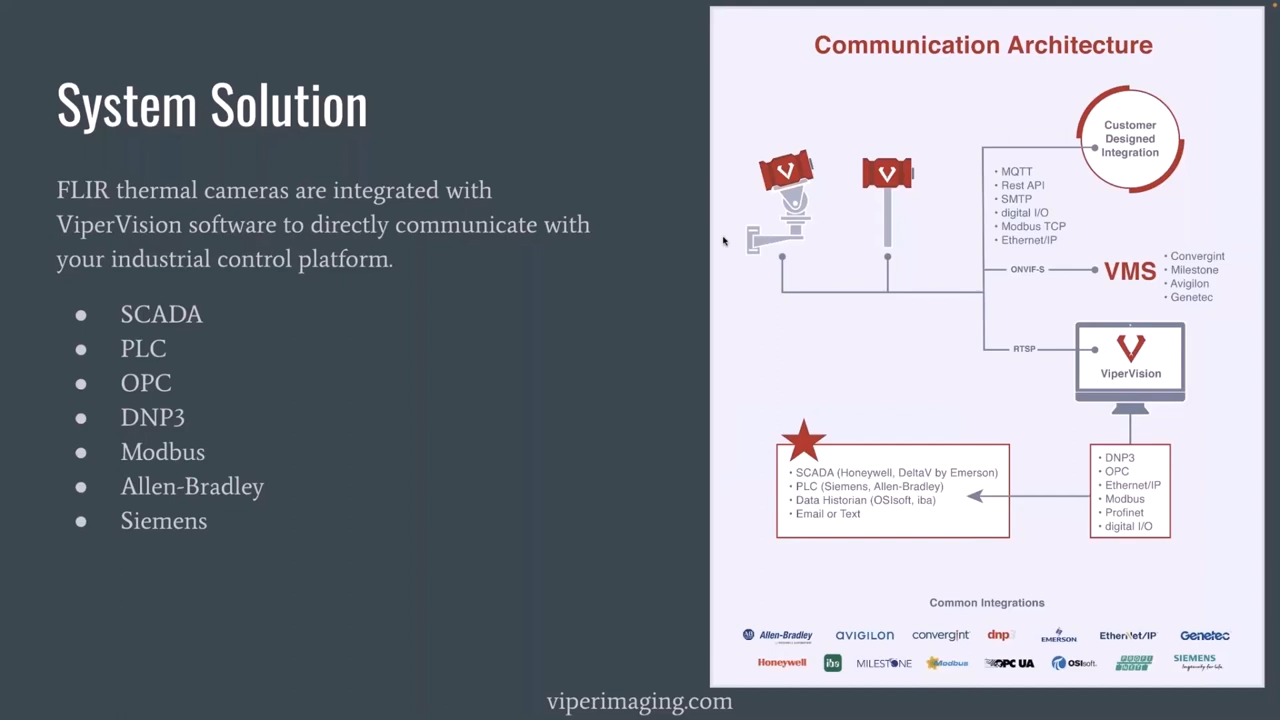 System Solution
FLIR thermal cameras are integrated with
ViperVision software to directly communicate with
your industrial control platform.
● SCADA
● PLC
● OPC
● DNP3
● Modbus
● Allen-Bradley
● Siemens
Communication Architecture
Customer
Designed
Integration
• MQTT
• Rest API
• SMTP
• digital I/O
• Modbus TCP
• Ethernet/IP
ONVIF-S
VMS
• Convergint
• Milestone
• Avigilon
• Genetec
RTSP
ViperVision
• DNP3
• OPC
• Ethernet/IP
• Modbus
• Profinet
• digital I/O
• SCADA (Honeywell, DeltaV by Emerson)
• PLC (Siemens, Allen-Bradley)
• Data Historian (OSIsoft, iba)
• Email or Text
Common Integrations
Allen-Bradley AVIGILON convergint dnp3 EMERSON EtherNet/IP Genetec
Honeywell iba MILESTONE Modbus OPC UA OSIsoft. PROFINET SIEMENS
viperimaging.com